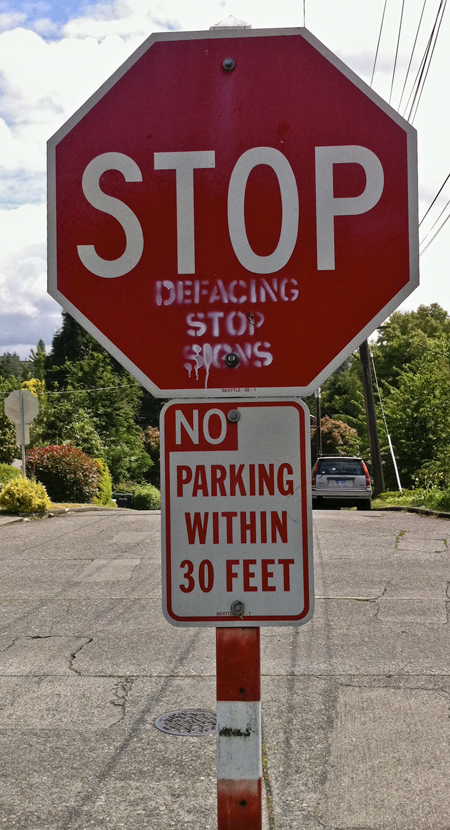 STOP
DEFACING
STOP
SIGNS
NO
PARKING
WITHIN
30 FEET